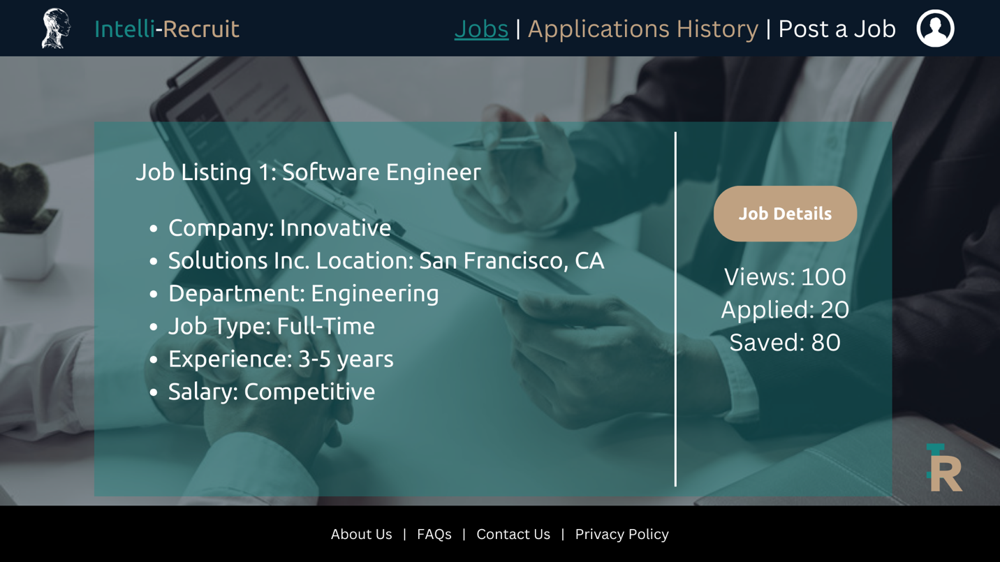 Intelli-Recruit
Jobs | Applications History | Post a Job
Job Listing 1: Software Engineer
• Company: Innovative
• Solutions Inc. Location: San Francisco, CA
• Department: Engineering
• Job Type: Full-Time
• Experience: 3-5 years
• Salary: Competitive
Job Details
Views: 100
Applied: 20
Saved: 80
IR
About Us | FAQs | Contact Us | Privacy Policy